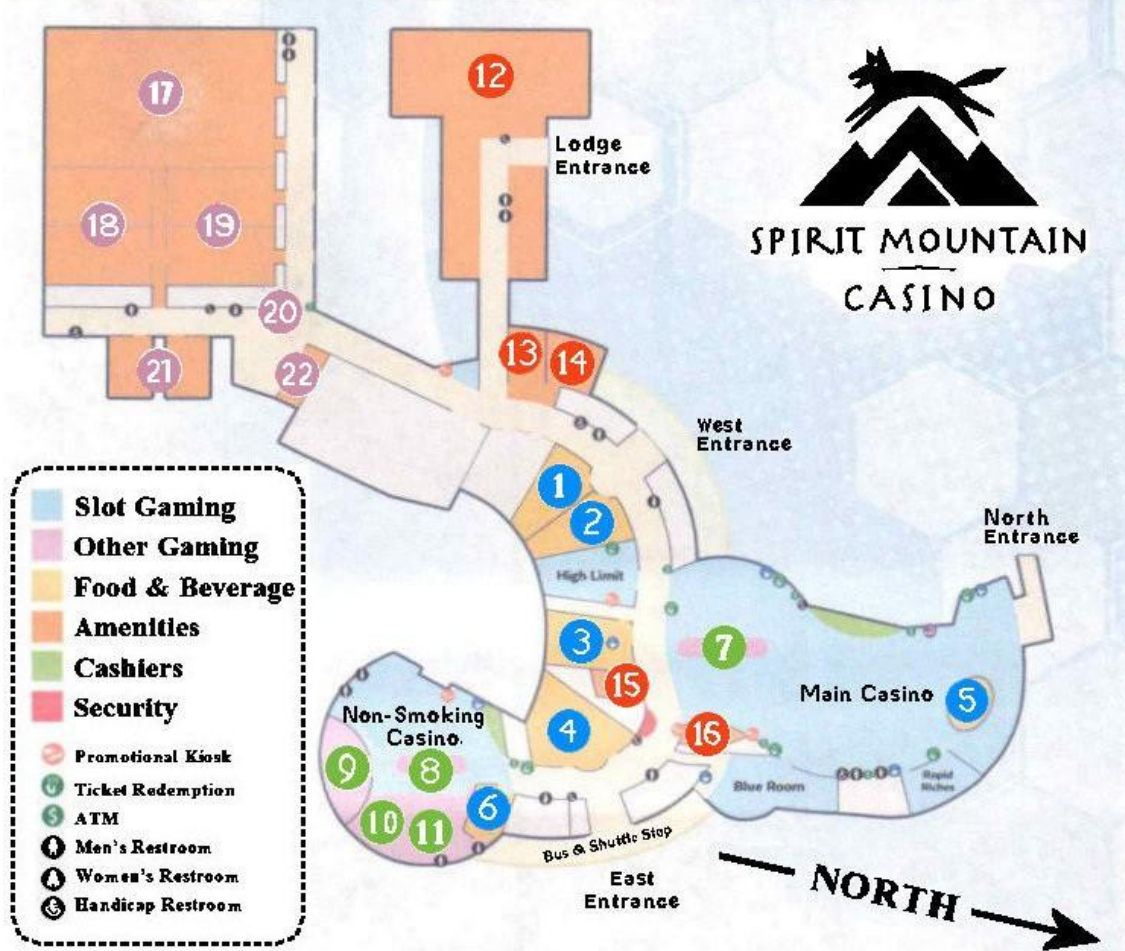 17
12
Lodge
Entrance
SPIRIT MOUNTAIN
CASINO
18
19
20
21
22
13
14
West
Entrance
1
2
High Limit
North
Entrance
Slot Gaming
Other Gaming
Food & Beverage
Amenities
Cashiers
Security
Promotional Kiosk
Ticket Redemption
ATM
Men's Restroom
Women's Restroom
Handicap Restroom
3
7
15
Main Casino
5
Non-Smoking
Casino.
4
16
9
8
6
10
11
Blue Room
Rapid
Riches
Bus & Shuttle Stop
East
Entrance
NORTH